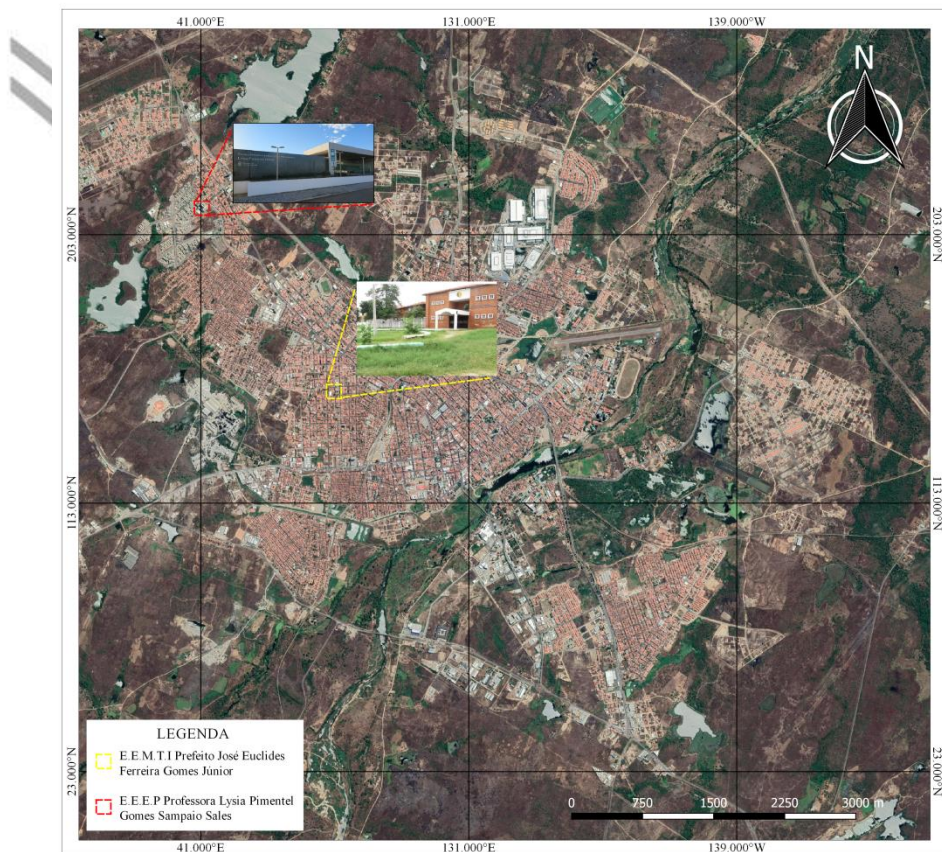 41.000°E 131.000°E 139.000°W
N
203.000°N 203.000°N
113.000°N 113.000°N
23.000°N 23.000°N
LEGENDA
E.E.M.T.I Prefeito José Euclides
Ferreira Gomes Júnior
E.E.E.P Professora Lysia Pimentel
Gomes Sampaio Sales
0 750 1500 2250 3000 m
41.000°E 131.000°E 139.000°W